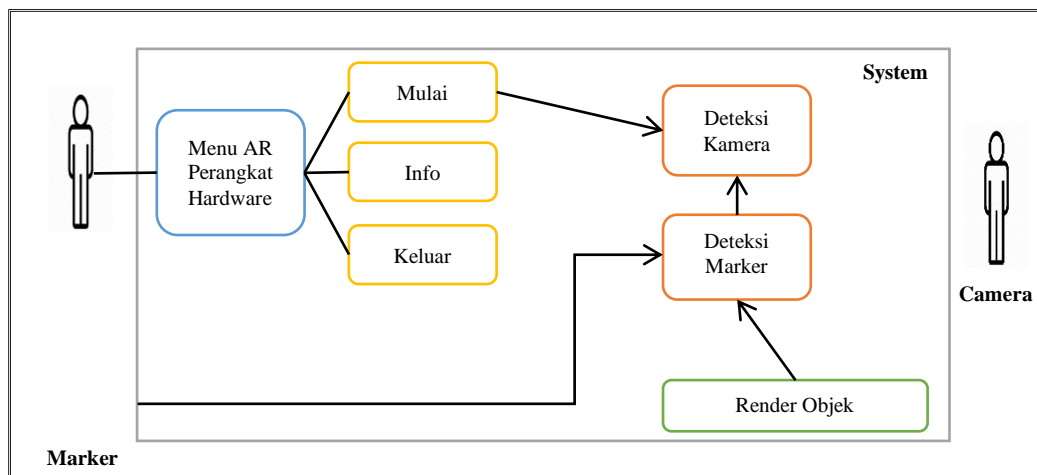 System
Mulai
Menu AR
Perangkat
Hardware
Info
Keluar
Deteksi
Kamera
Deteksi
Marker
Render Objek
Camera
Marker